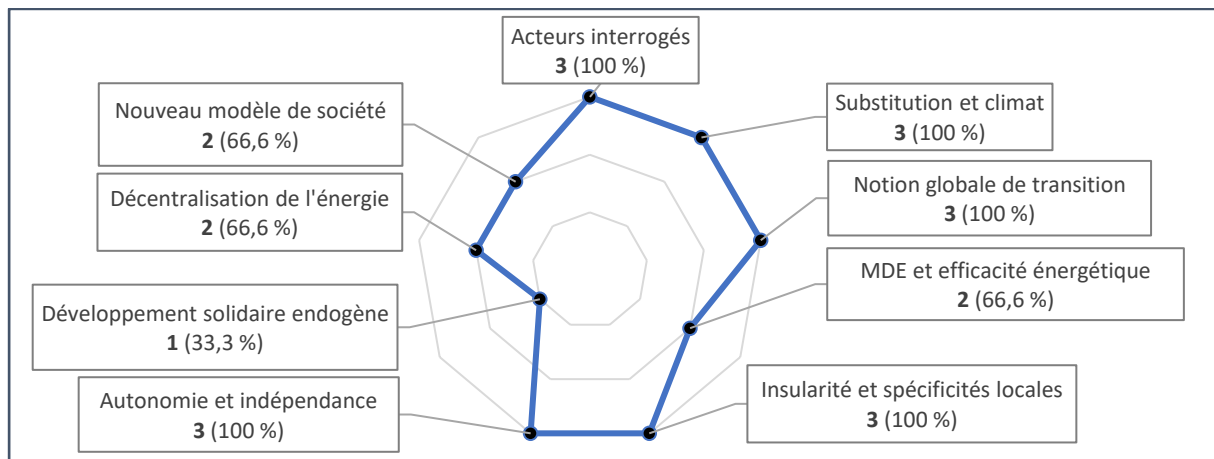 Acteurs interrogés
3 (100 %)
Substitution et climat
3 (100 %)
Notion globale de transition
3 (100 %)
MDE et efficacité énergétique
2 (66,6 %)
Insularité et spécificités locales
3 (100 %)
Autonomie et indépendance
3 (100 %)
Développement solidaire endogène
1 (33,3 %)
Décentralisation de l'énergie
2 (66,6 %)
Nouveau modèle de société
2 (66,6 %)